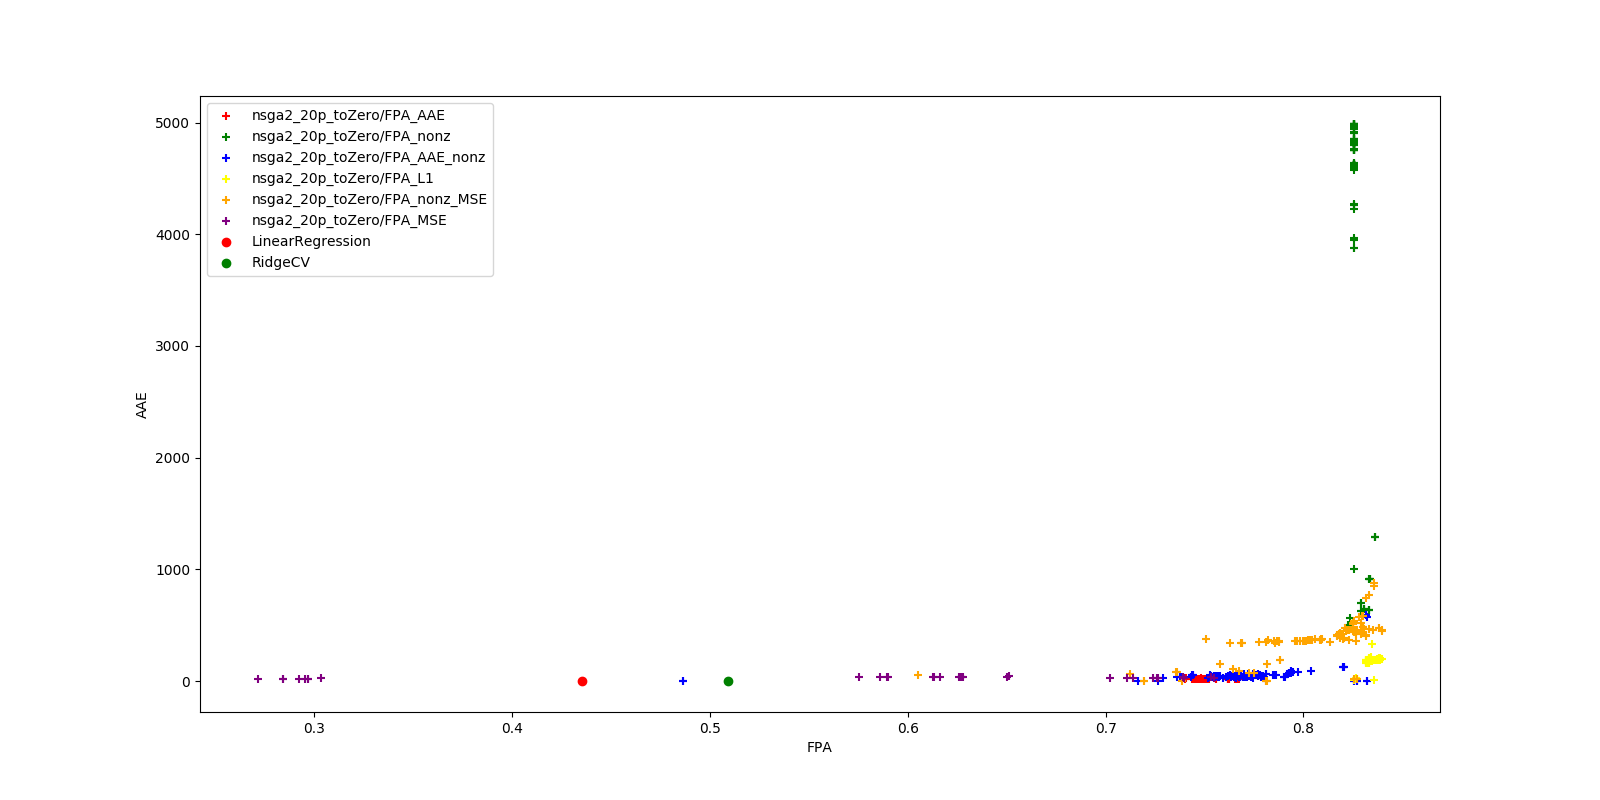 nsga2_20p_toZero/FPA_AAE
nsga2_20p_toZero/FPA_nonz
nsga2_20p_toZero/FPA_AAE_nonz
nsga2_20p_toZero/FPA_L1
nsga2_20p_toZero/FPA_nonz_MSE
nsga2_20p_toZero/FPA_MSE
LinearRegression
RidgeCV
5000
4000
3000
2000
1000
0
AAE
0.3
0.4
0.5
0.6
0.7
0.8
FPA